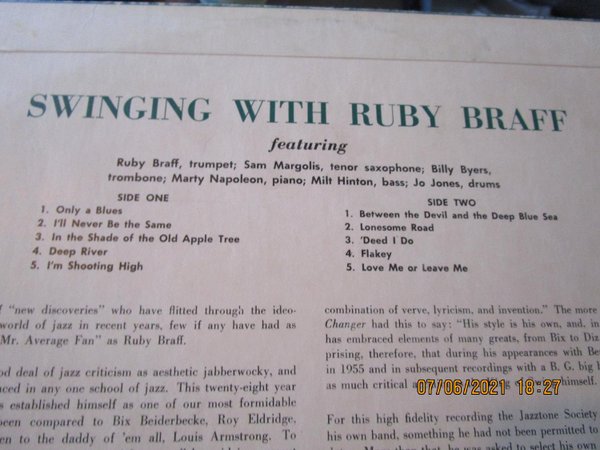 SWINGING WITH RUBY BRAFF
featuring
Ruby Braff, trumpet; Sam Margolis, tenor saxophone; Billy Byers,
trombone; Marty Napoleon, piano; Milt Hinton, bass; Jo Jones, drums
SIDE ONE
1. Only a Blues
2. I'll Never Be the Same
3. In the Shade of the Old Apple Tree
4. Deep River
5. I'm Shooting High
SIDE TWO
1. Between the Devil and the Deep Blue Sea
2. Lonesome Road
3. 'Deed I Do
4. Flakey
5. Love Me or Leave Me
"new discoveries" who have flitted through the ideo-
world of jazz in recent years, few if any have had as
Mr. Average Fan" as Ruby Braff.
deal of jazz criticism as aesthetic jabberwocky, and
in any one school of jazz. This twenty-eight year
established himself as one of our most formidable
been compared to Bix Beiderbecke, Roy Eldridge,
to the daddy of 'em all, Louis Armstrong. To
combination of verve, lyricism, and invention." The more
Changer had this to say: "His style is his own, and, in
has embraced elements of many greats, from Bix to Diz
prising, therefore, that during his appearances with Be
in 1955 and in subsequent recordings with a B. G. big
as much critical himself.
For this high fidelity recording the Jazztone Society
his own band, something he had not been permitted to
that he was asked to select his own
07/06/2021 18:27